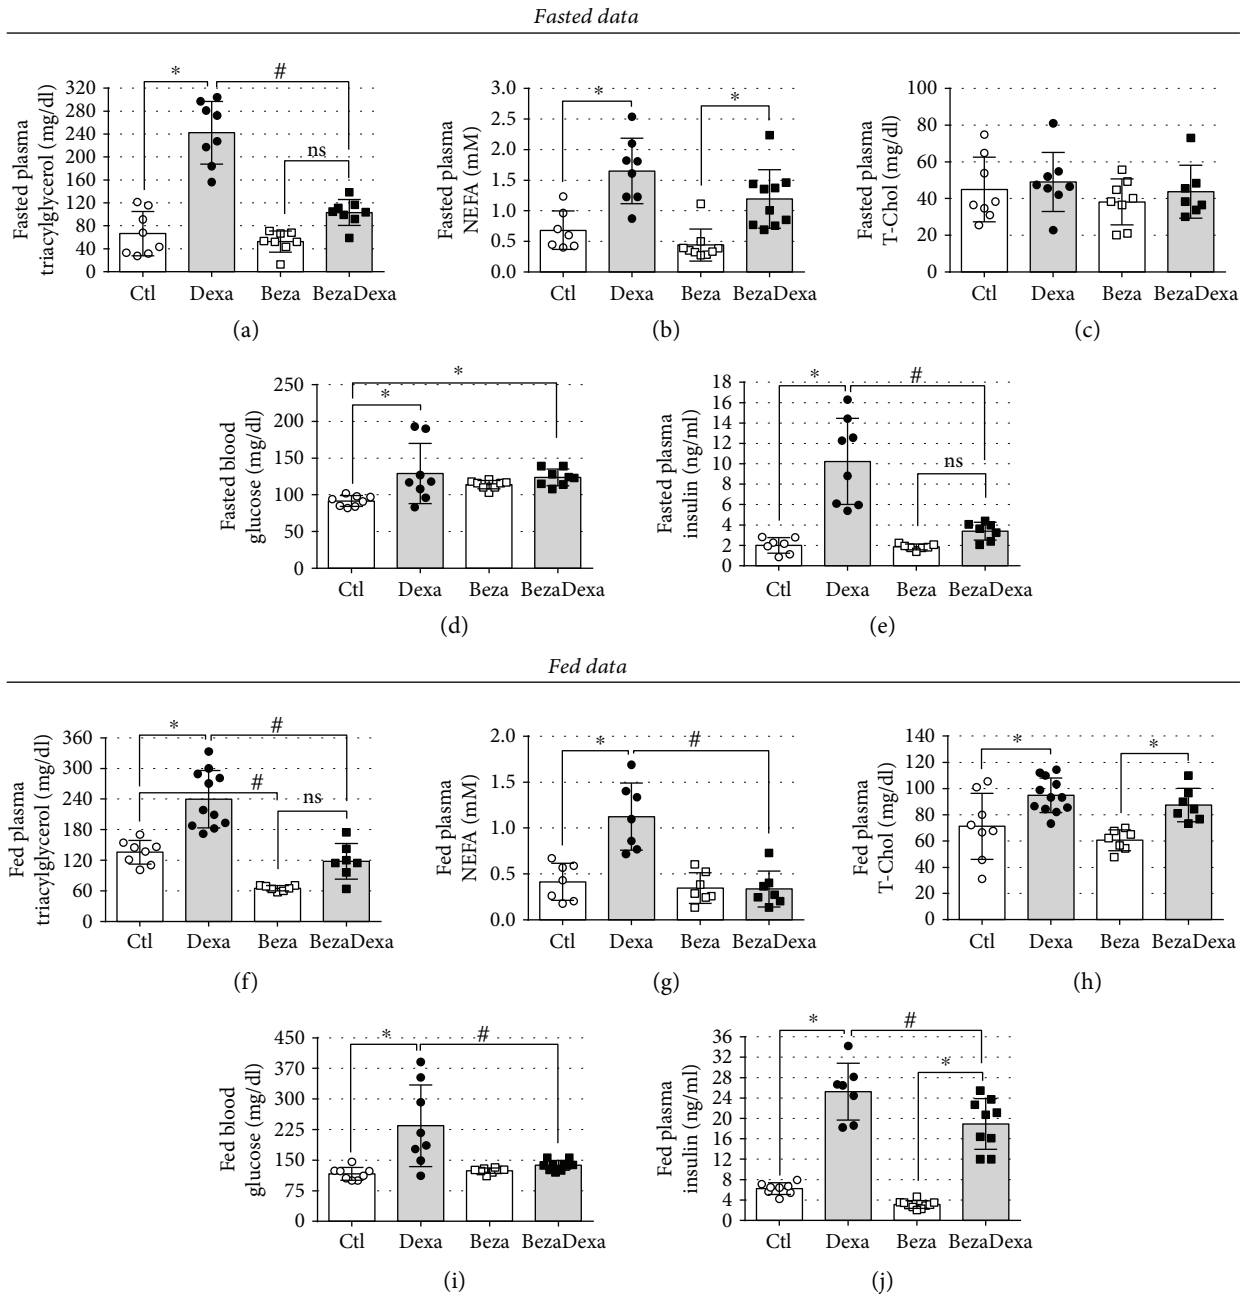 Fasted data
Fasted plasma
triacylglycerol (mg/dl)
320
280
240
200
160
120
80
40
0
*
#
ns
Ctl
Dexa
Beza
BezaDexa
(a)
Fasted plasma
NEFA (mM)
3.0
2.5
2.0
1.5
1.0
0.5
0.0
*
*
Ctl
Dexa
Beza
BezaDexa
(b)
Fasted plasma
T-Chol (mg/dl)
100
80
60
40
20
0
Ctl
Dexa
Beza
BezaDexa
(c)
Fasted blood
glucose (mg/dl)
250
200
150
100
50
0
*
*
Ctl
Dexa
Beza
BezaDexa
(d)
Fasted plasma
insulin (ng/ml)
18
16
14
12
10
8
6
4
2
0
*
#
ns
Ctl
Dexa
Beza
BezaDexa
(e)
Fed data
Fed plasma
triacylglycerol (mg/dl)
360
300
240
180
120
60
0
*
#
#
ns
Ctl
Dexa
Beza
BezaDexa
(f)
Fed plasma
NEFA (mM)
2.0
1.5
1.0
0.5
0.0
*
#
Ctl
Dexa
Beza
BezaDexa
(g)
Fed plasma
T-Chol (mg/dl)
140
120
100
80
60
40
20
0
*
*
Ctl
Dexa
Beza
BezaDexa
(h)
Fed blood
glucose (mg/dl)
450
370
300
225
150
75
0
*
#
Ctl
Dexa
Beza
BezaDexa
(i)
Fed plasma
insulin (ng/ml)
36
32
28
24
20
16
12
8
4
0
*
#
*
Ctl
Dexa
Beza
BezaDexa
(j)